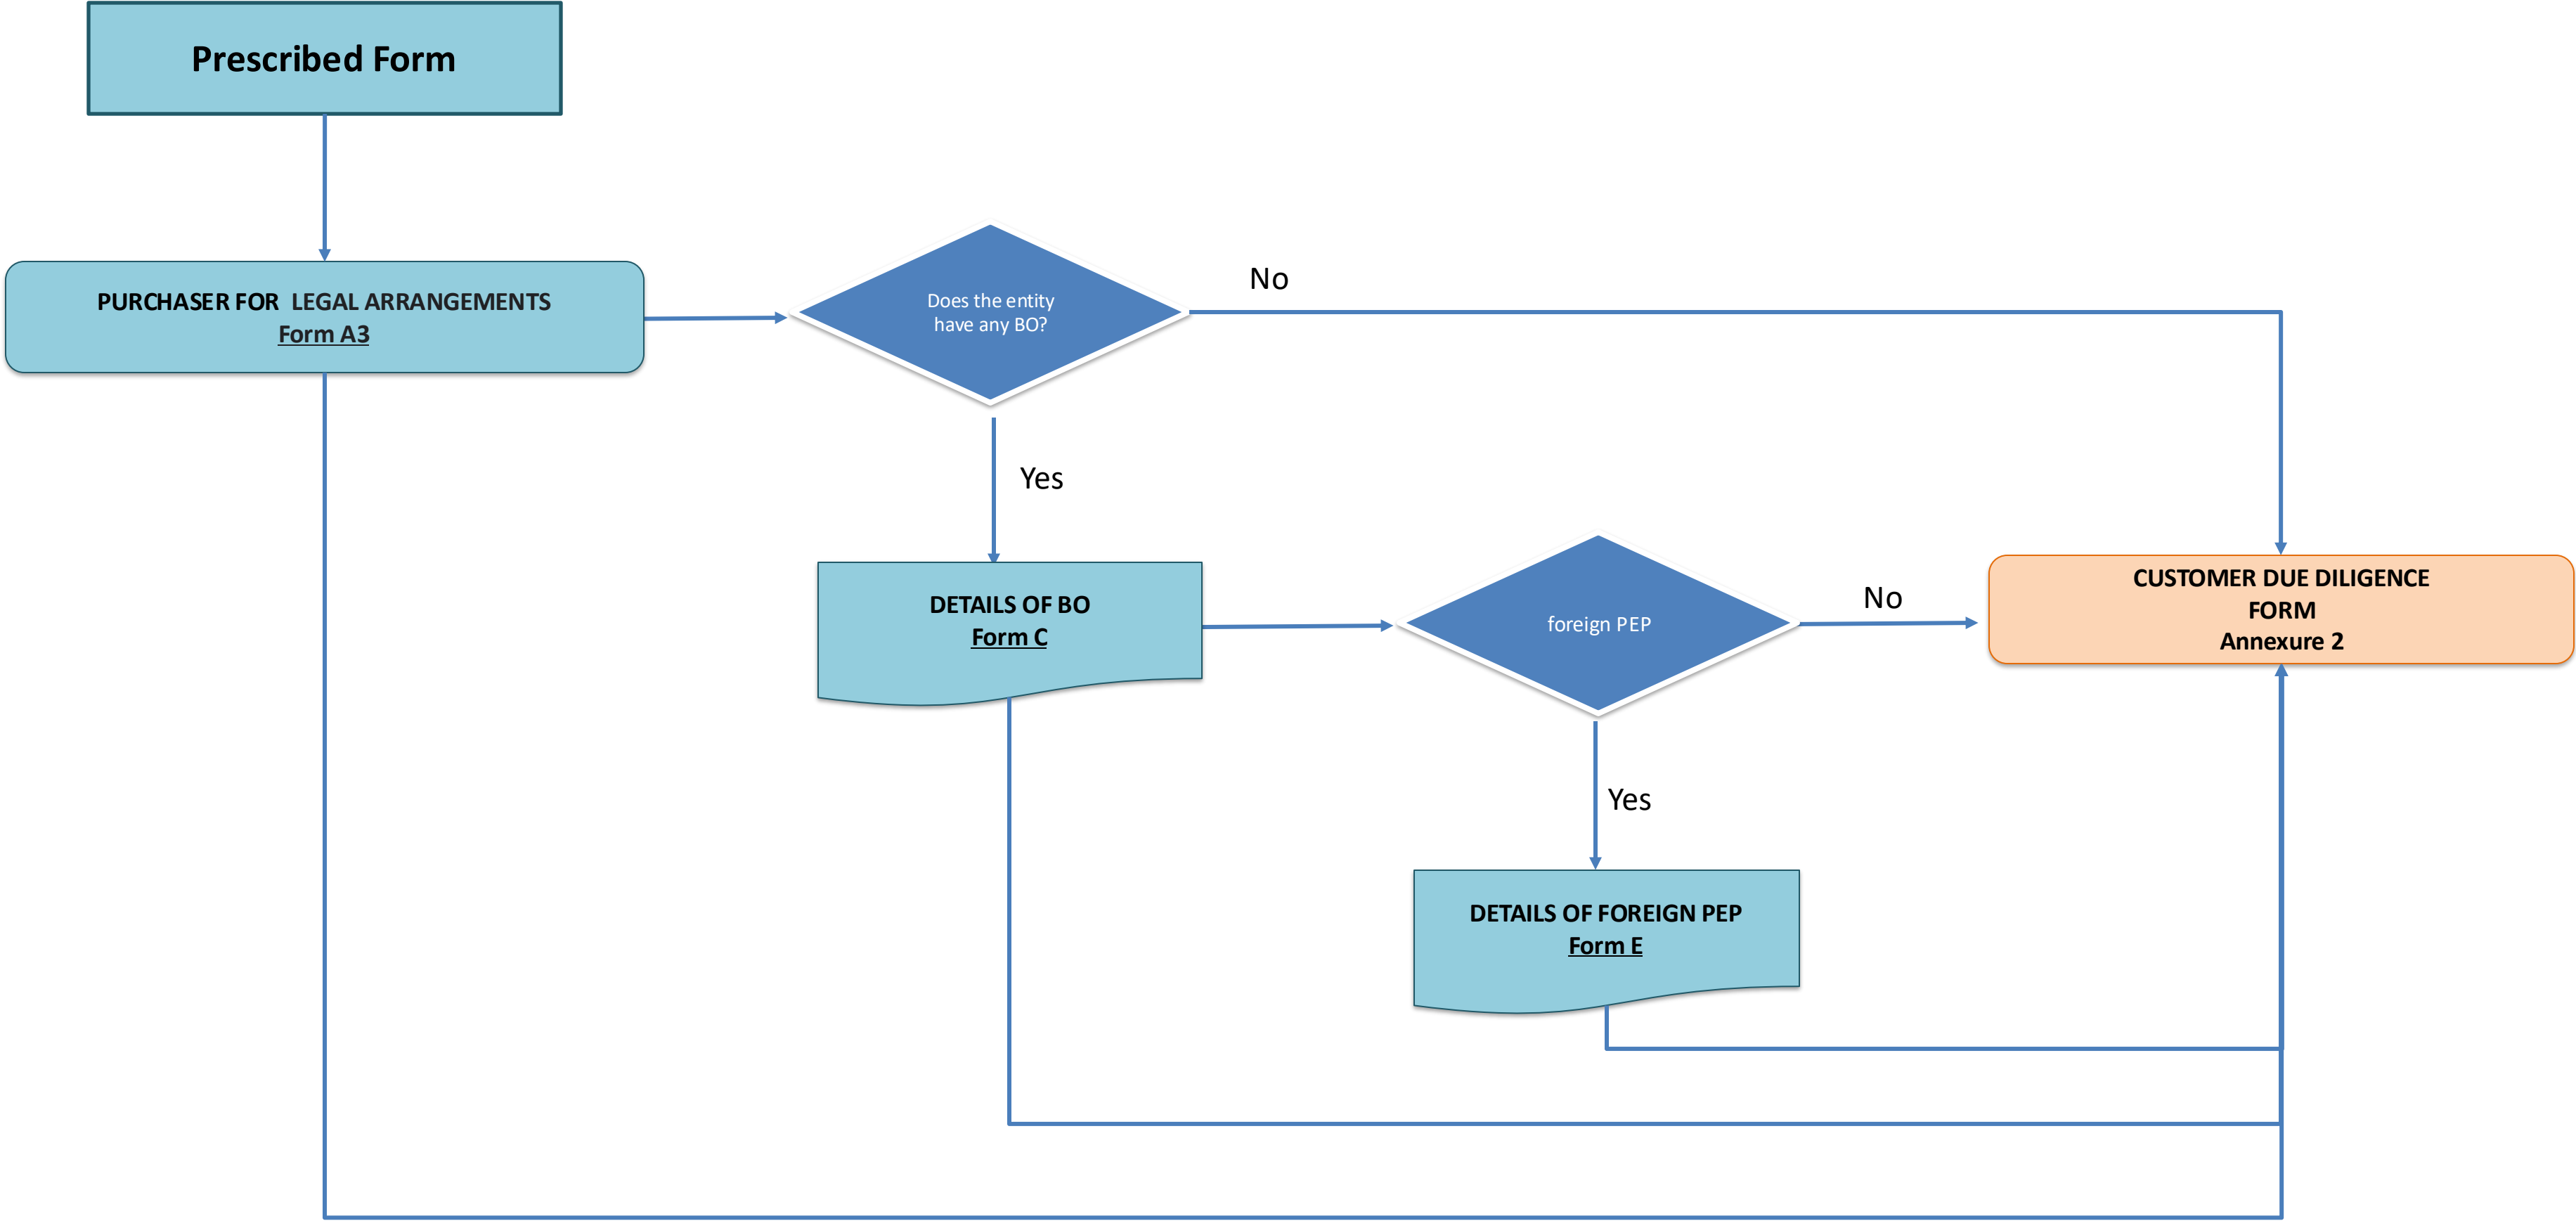 Prescribed Form
PURCHASER FOR LEGAL ARRANGEMENTS
Form A3
Does the entity
have any BO?
No
Yes
DETAILS OF BO
Form C
foreign PEP
No
CUSTOMER DUE DILIGENCE
FORM
Annexure 2
Yes
DETAILS OF FOREIGN PEP
Form E